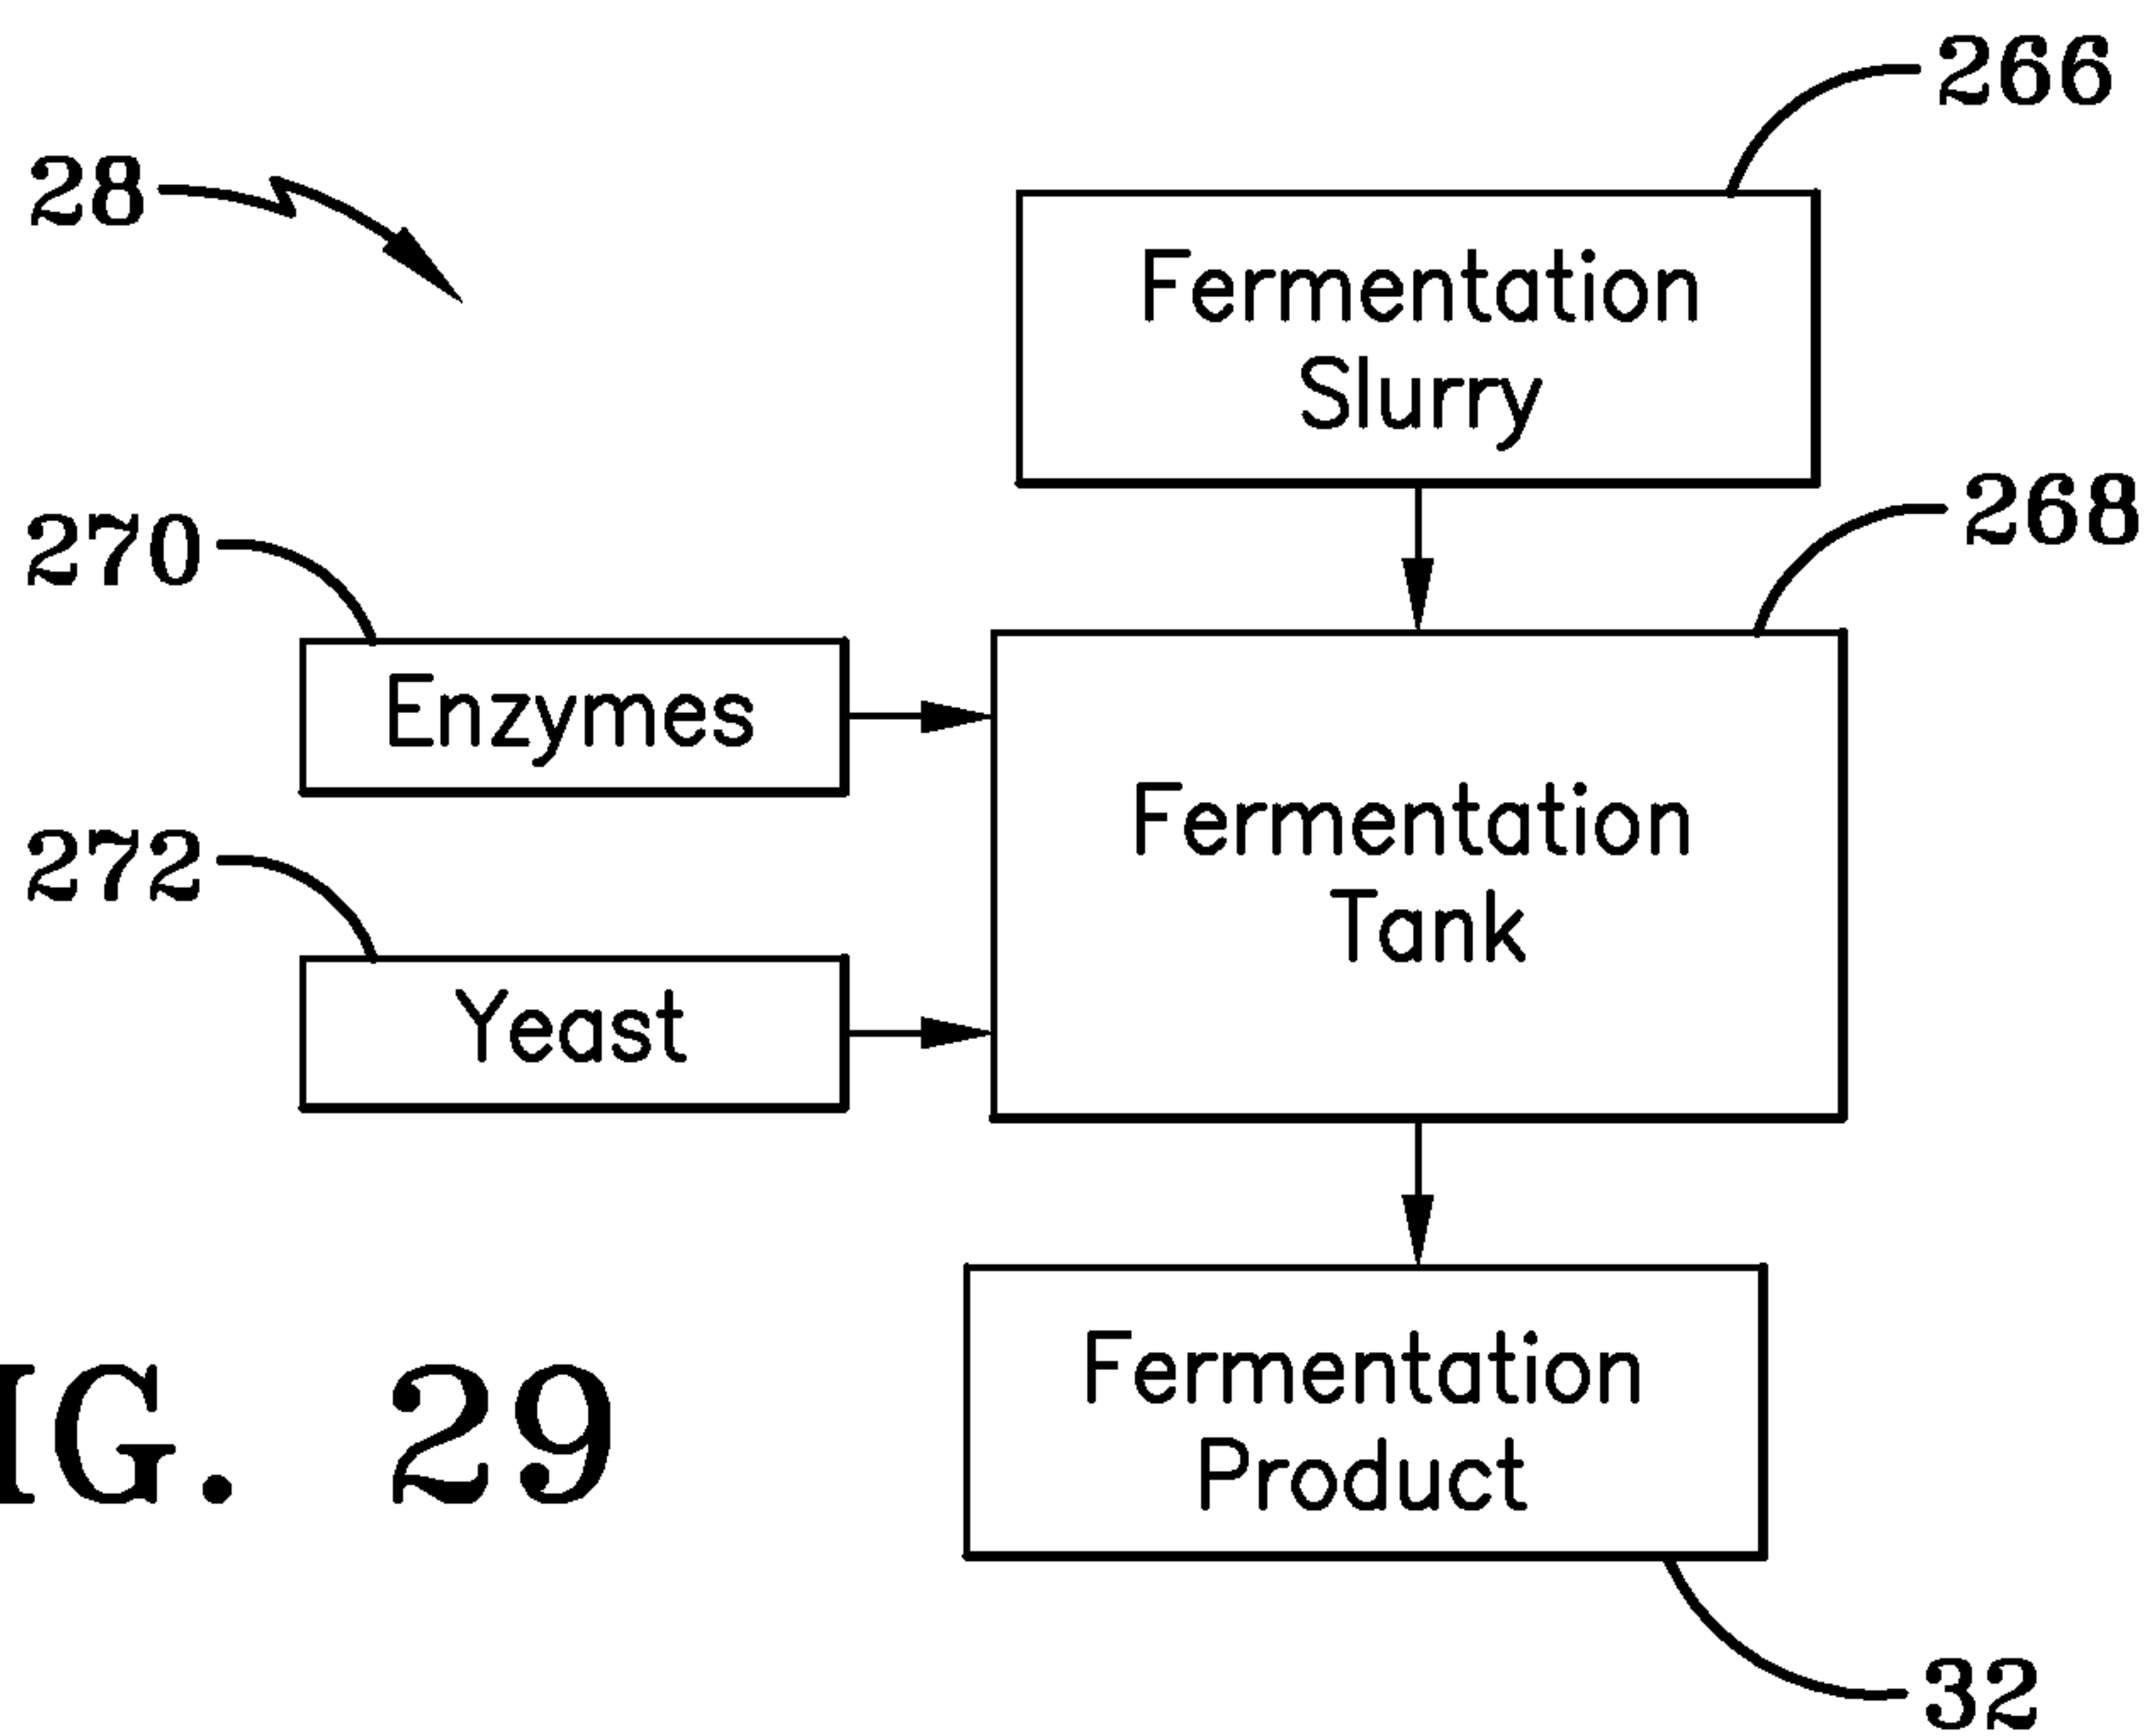 266
28
Fermentation
Slurry
268
270
Enzymes
Fermentation
Tank
272
Yeast
Fermentation
Product
IG. 29
32